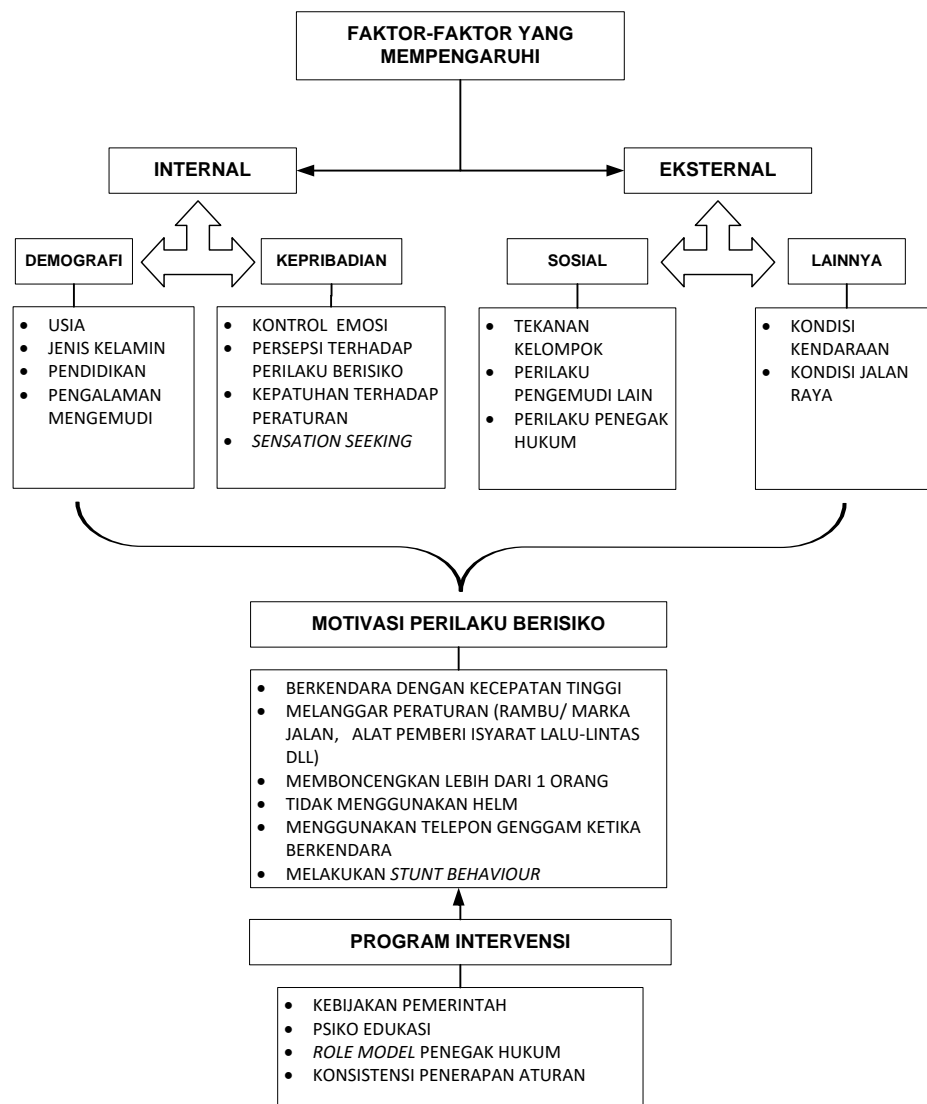 FAKTOR-FAKTOR YANG
MEMPENGARUHI
INTERNAL
EKSTERNAL
DEMOGRAFI
KEPRIBADIAN
SOSIAL
LAINNYA
• USIA
• JENIS KELAMIN
• PENDIDIKAN
• PENGALAMAN
MENGEMUDI
• KONTROL EMOSI
• PERSEPSI TERHADAP
PERILAKU BERISIKO
• KEPATUHAN TERHADAP
PERATURAN
• SENSATION SEEKING
• TEKANAN
KELOMPOK
• PERILAKU
PENGEMUDI LAIN
• PERILAKU PENEGAK
HUKUM
• KONDISI
KENDARAAN
• KONDISI JALAN
RAYA
MOTIVASI PERILAKU BERISIKO
• BERKENDARA DENGAN KECEPATAN TINGGI
• MELANGGAR PERATURAN (RAMBU/ MARKA
JALAN, ALAT PEMBERI ISYARAT LALU-LINTAS
DLL)
• MEMBONCENGKAN LEBIH DARI 1 ORANG
• TIDAK MENGGUNAKAN HELM
• MENGGUNAKAN TELEPON GENGGAM KETIKA
BERKENDARA
• MELAKUKAN STUNT BEHAVIOUR
PROGRAM INTERVENSI
• KEBIJAKAN PEMERINTAH
• PSIKO EDUKASI
• ROLE MODEL PENEGAK HUKUM
• KONSISTENSI PENERAPAN ATURAN